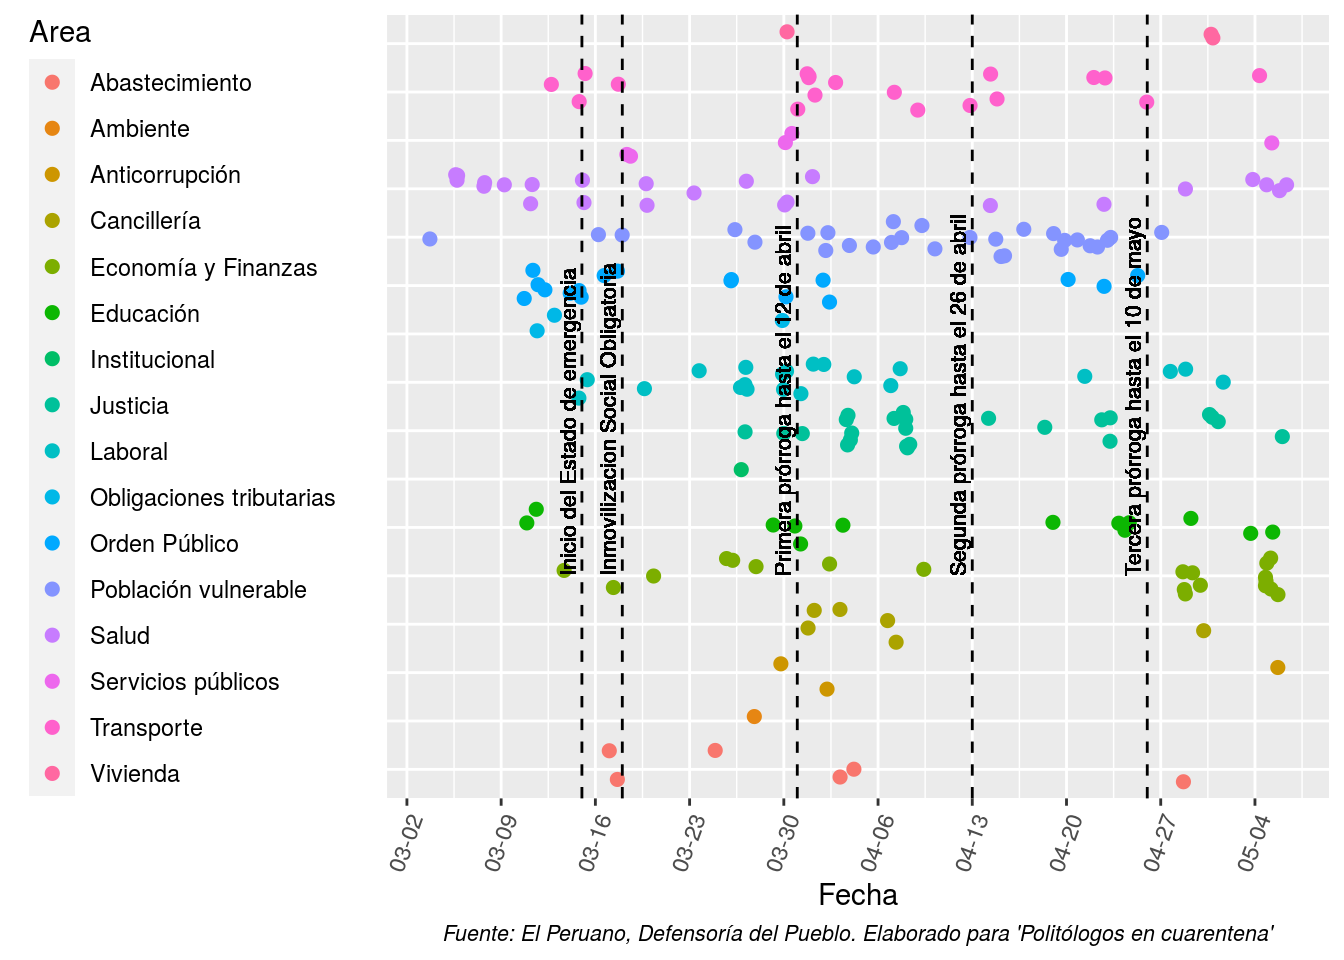 Area
Abastecimiento
Ambiente
Anticorrupción
Cancillería
Economía y Finanzas
Educación
Institucional
Justicia
Laboral
Obligaciones tributarias
Orden Público
Población vulnerable
Salud
Servicios públicos
Transporte
Vivienda
Inicio del Estado de emergencia
Inmovilizacion Social Obligatoria
Primera prórroga hasta el 12 de abril
Segunda prórroga hasta el 26 de abril
Tercera prórroga hasta el 10 de mayo
03-02
03-09
03-16
03-23
03-30
04-06
04-13
04-20
04-27
05-04
Fecha
Fuente: El Peruano, Defensoría del Pueblo. Elaborado para 'Politólogos en cuarentena'